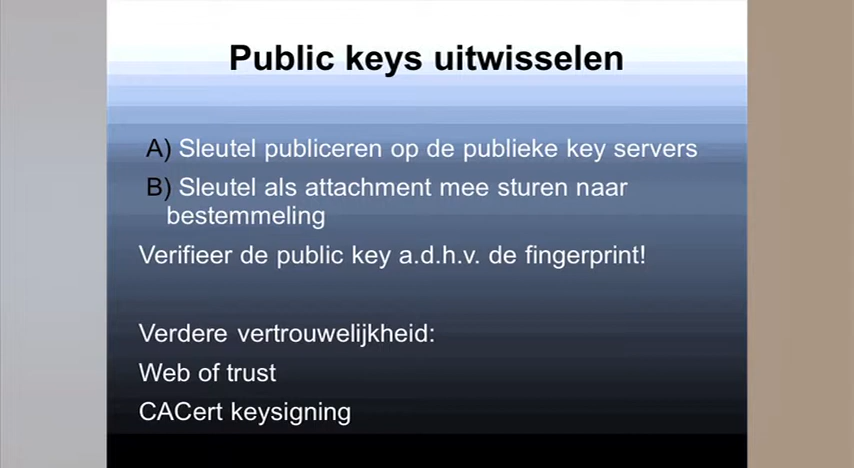 Public keys uitwisselen
A) Sleutel publiceren op de publieke key servers
B) Sleutel als attachment mee sturen naar
bestemmeling
Verifieer de public key a.d.h.v. de fingerprint!
Verdere vertrouwelijkheid:
Web of trust
CACert keysigning